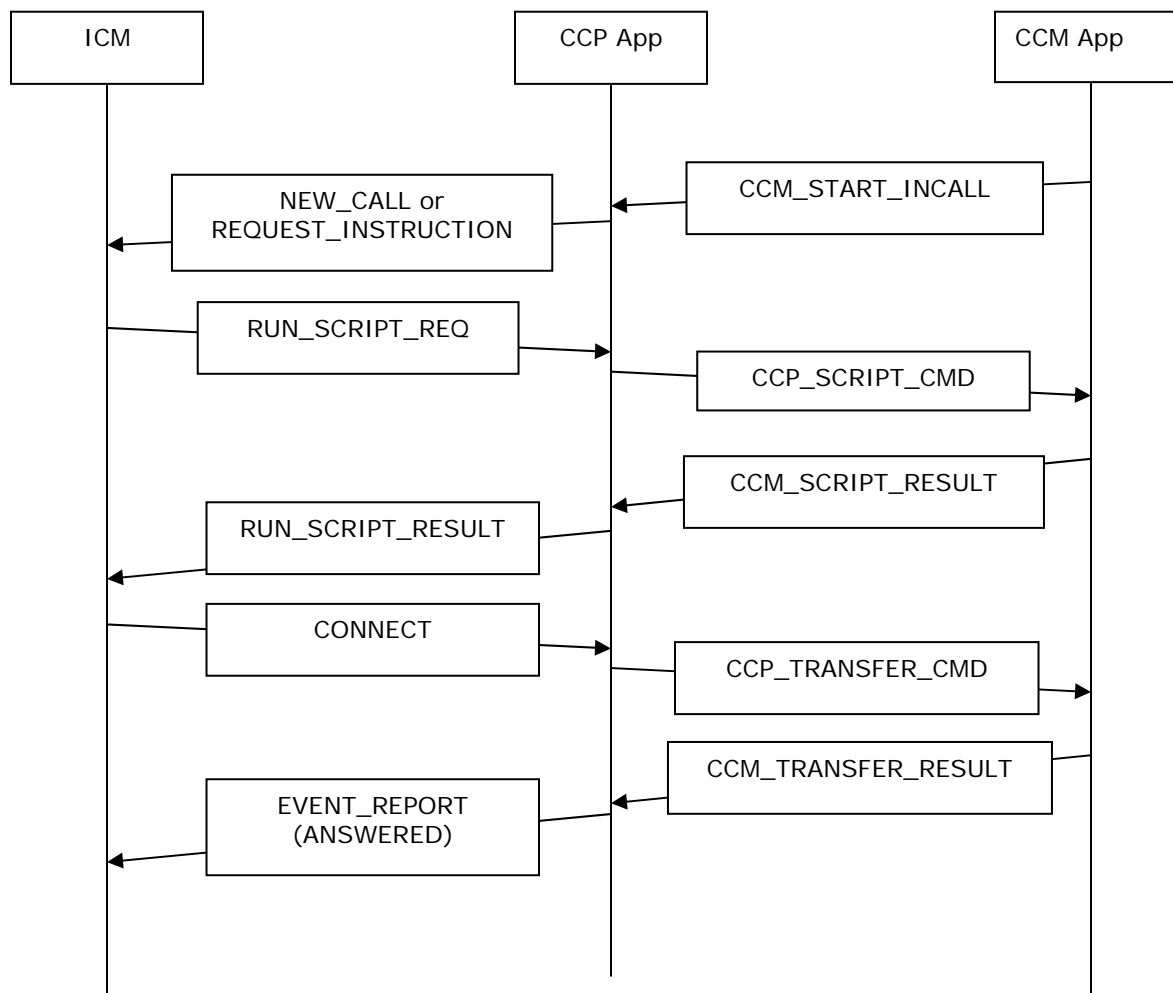 ICM
CCP App
CCM App
CCM_START_INCALL
NEW_CALL or
REQUEST_INSTRUCTION
RUN_SCRIPT_REQ
CCP_SCRIPT_CMD
CCM_SCRIPT_RESULT
RUN_SCRIPT_RESULT
CONNECT
CCP_TRANSFER_CMD
CCM_TRANSFER_RESULT
EVENT_REPORT
(ANSWERED)